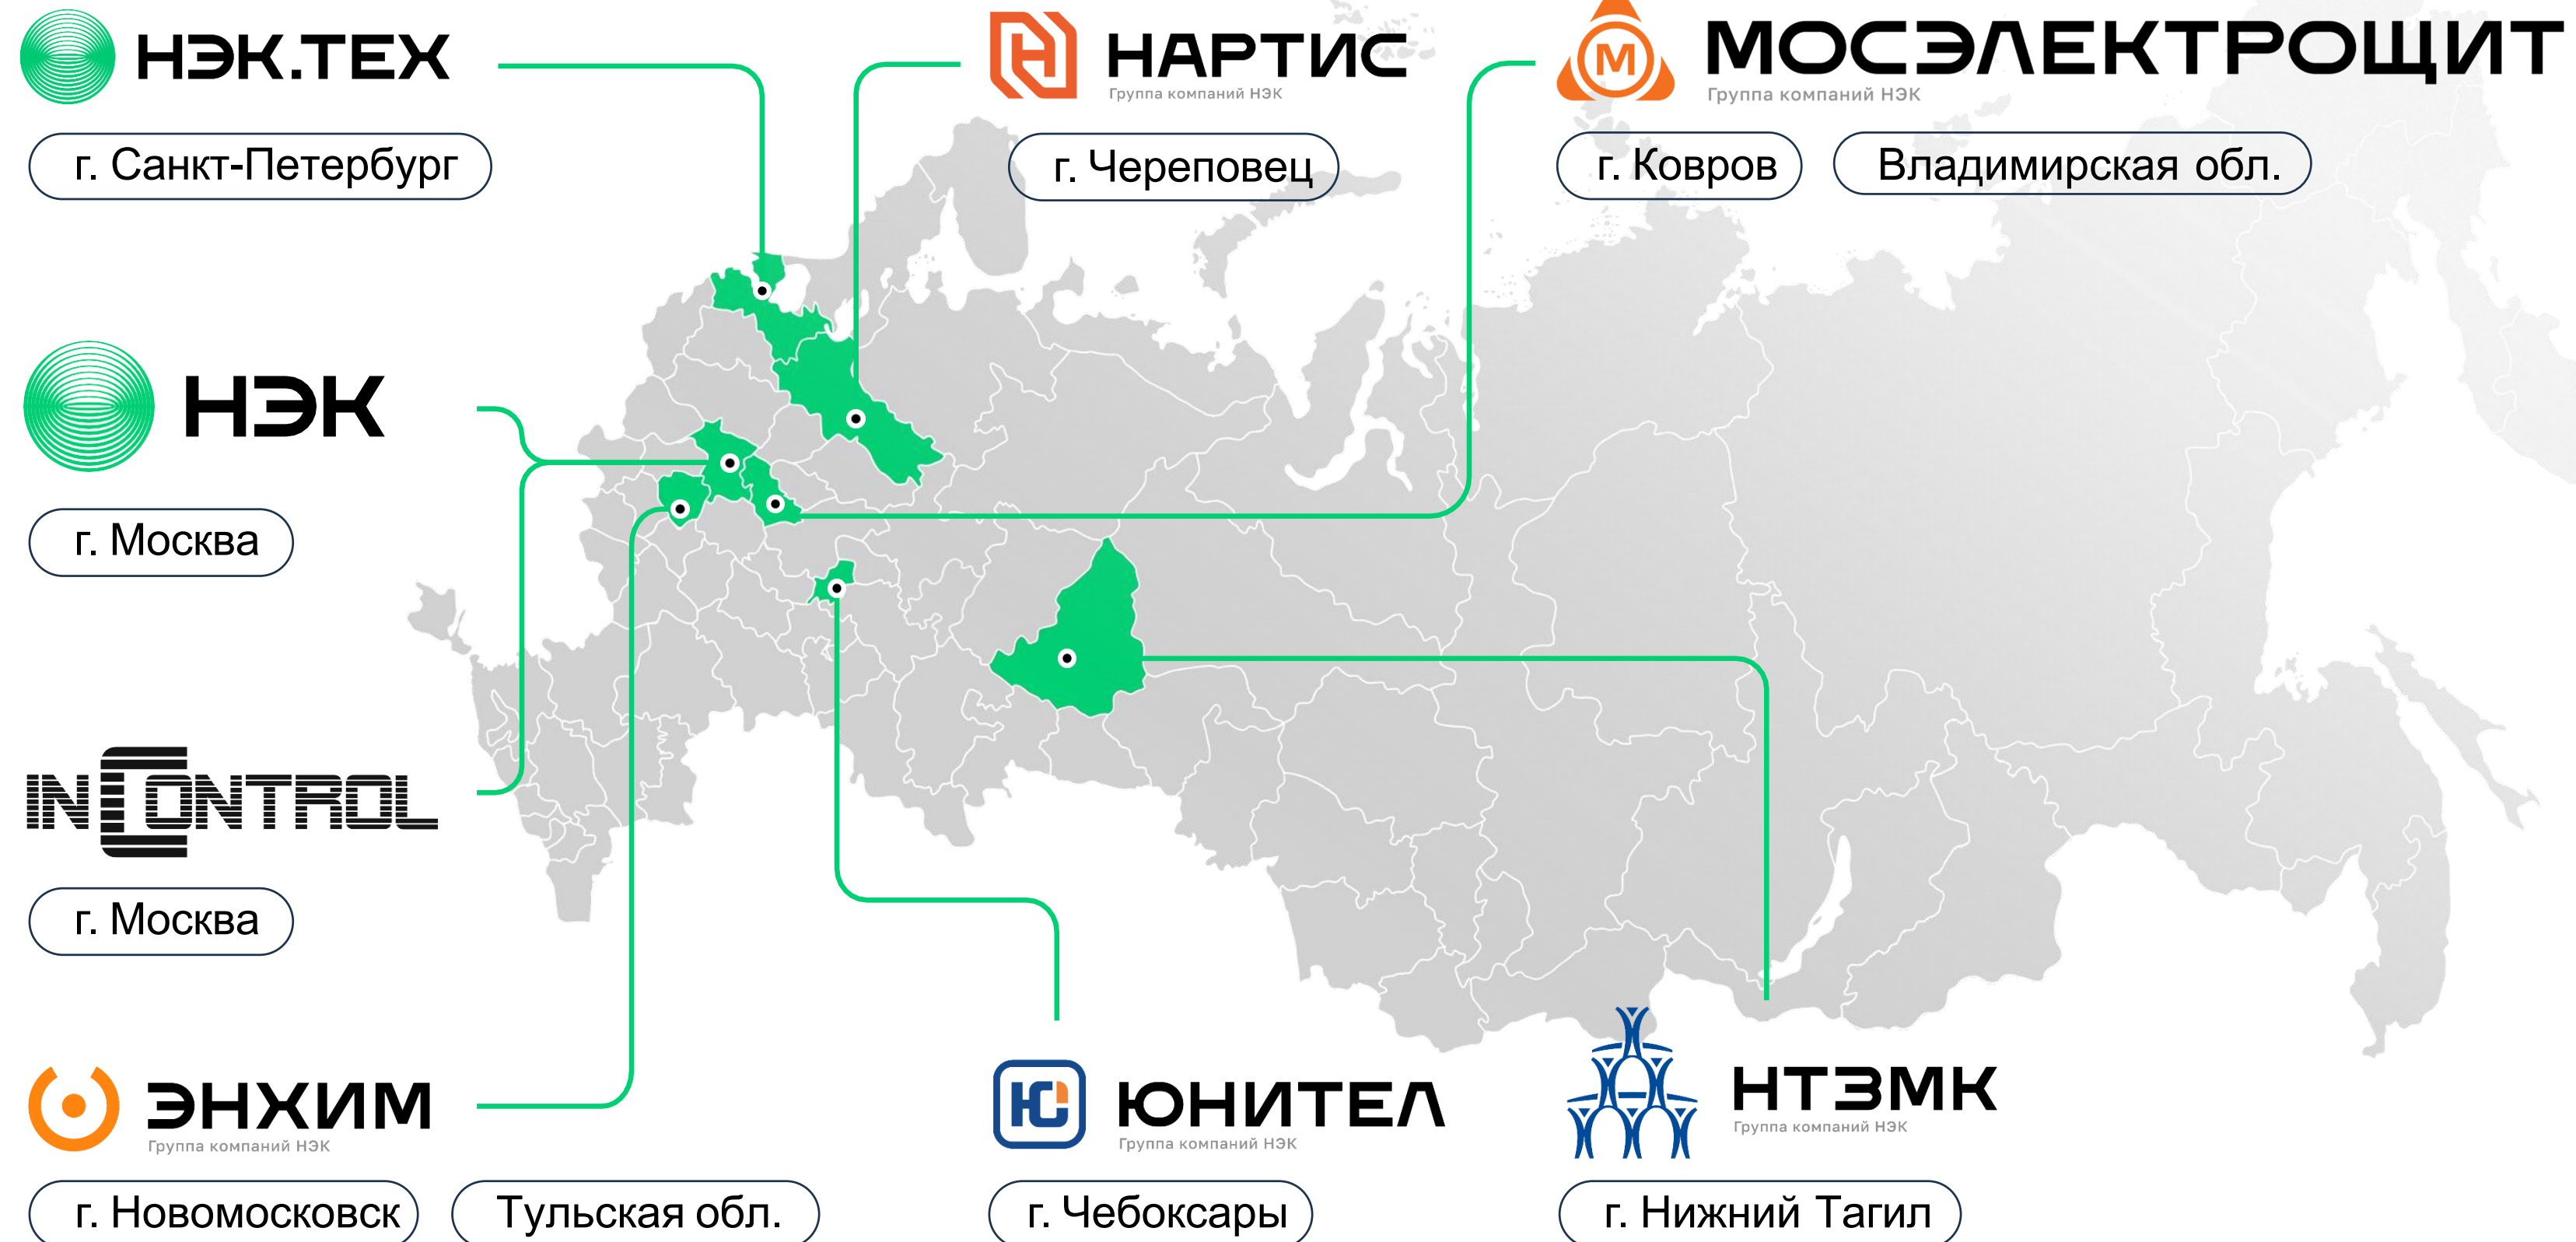 НЭК.ТЕХ
г. Санкт-Петербург
НАРТИС
Группа компаний НЭК
г. Череповец
М
МОСЭЛЕКТРОЩИТ
Группа компаний НЭК
г. Ковров
Владимирская обл.
НЭК
г. Москва
INCONTROL
г. Москва
ЭНХИМ
Группа компаний НЭК
г. Новомосковск
Тульская обл.
ЮНИТЕЛ
Группа компаний НЭК
г. Чебоксары
НТЗМК
Группа компаний НЭК
г. Нижний Тагил